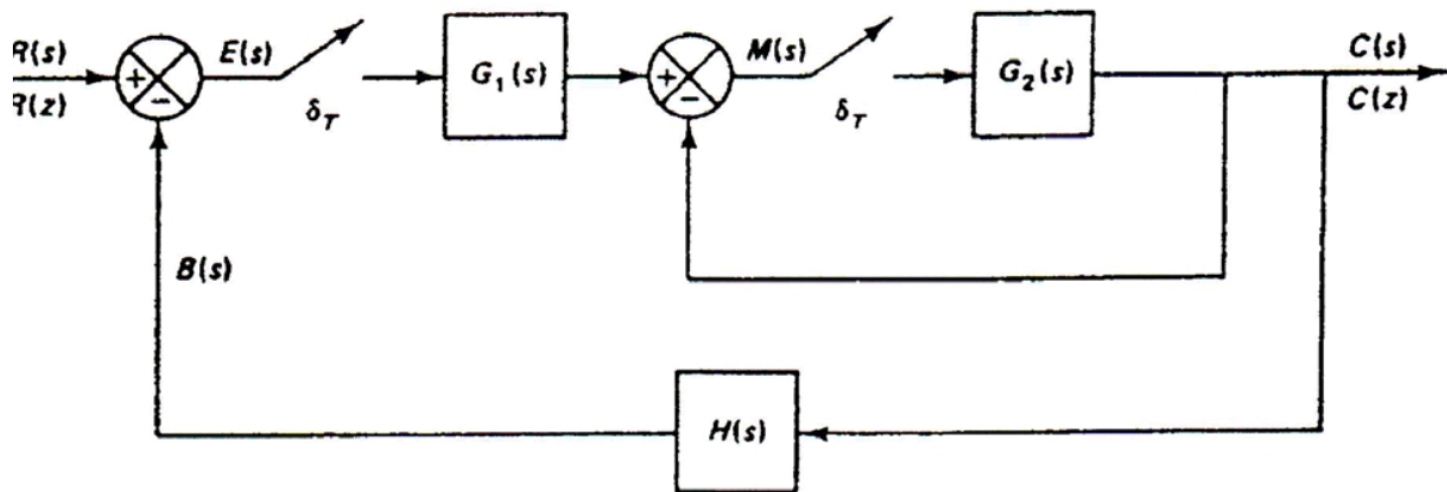 R(s)
R(z)
+
−
E(s)
δT
G₁(s)
+
−
M(s)
δT
G₂(s)
C(s)
C(z)
B(s)
H(s)